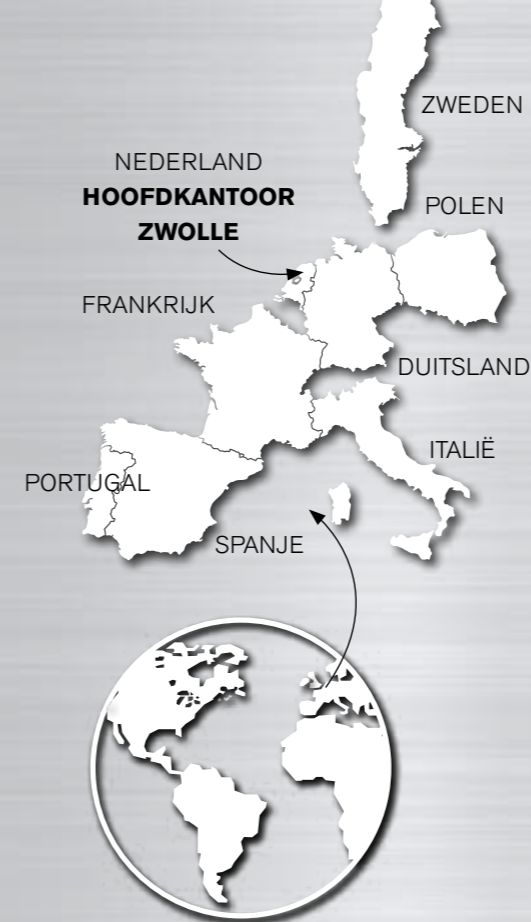 ZWEDEN
NEDERLAND
HOOFDKANTOOR
ZWOLLE
POLEN
FRANKRIJK
DUITSLAND
ITALIË
PORTUGAL
SPANJE